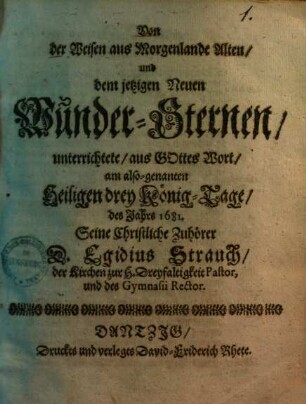 1.
Von
der Weisen aus Morgenlande Alten/
und
dem jetzigen Neuen
Wunder-Sternen/
unterrichtete/ aus GOttes Wort/
am also-genanten
Heiligen drey König-Tage/
des Jahrs 1681.
Seine Christliche Zuhörer
D. Egidius Strauch/
der Kirchen zur H. Dreyfaltigkeit Pastor,
und des Gymnasii Rector.
DANTZIG/
Druckts und verlegts David-Friderich Rhete.